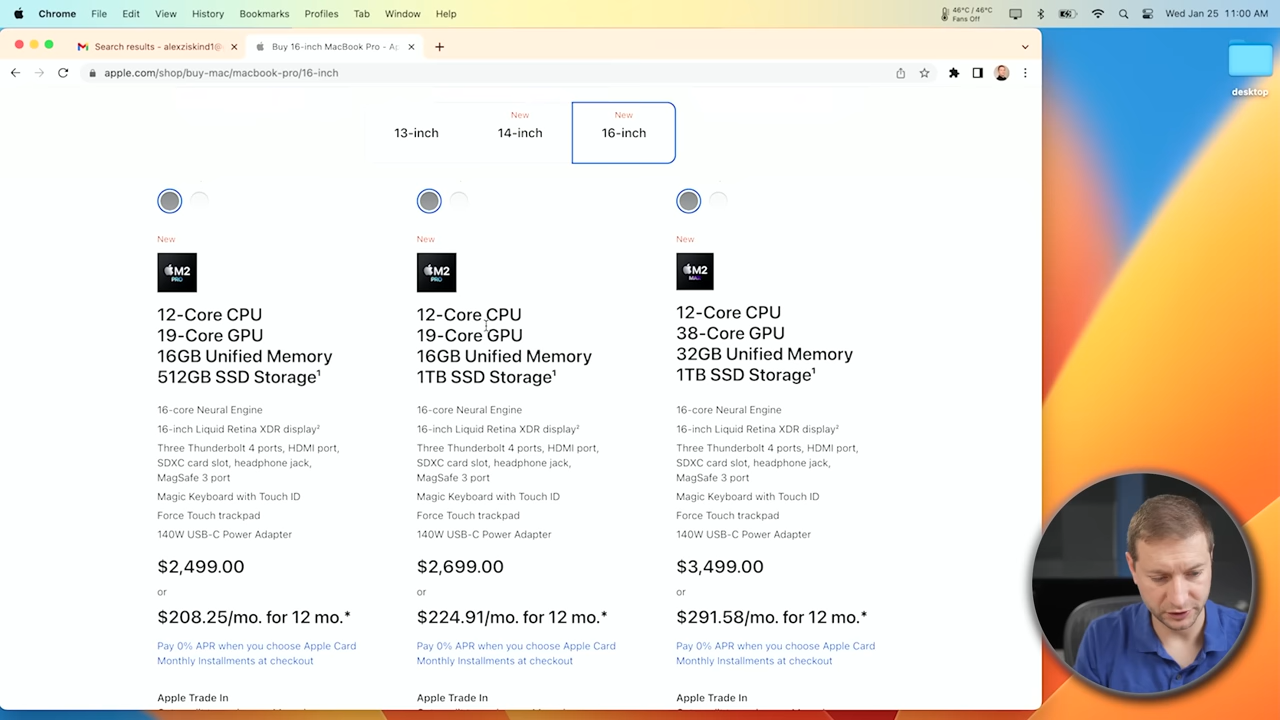 Chrome File Edit View History Bookmarks Profiles Tab Window Help
46°C / 46°C
Fans Off
Wed Jan 25 11:00 AM
Search results - alexziskind1@
Buy 16-inch MacBook Pro - Ap
apple.com/shop/buy-mac/macbook-pro/16-inch
desktop
13-inch
New
14-inch
New
16-inch
New
M2
PRO
12-Core CPU
19-Core GPU
16GB Unified Memory
512GB SSD Storage¹
16-core Neural Engine
16-inch Liquid Retina XDR display²
Three Thunderbolt 4 ports, HDMI port,
SDXC card slot, headphone jack,
MagSafe 3 port
Magic Keyboard with Touch ID
Force Touch trackpad
140W USB-C Power Adapter
$2,499.00
or
$208.25/mo. for 12 mo.*
Pay 0% APR when you choose Apple Card
Monthly Installments at checkout
Apple Trade In
New
M2
PRO
12-Core CPU
19-Core GPU
16GB Unified Memory
1TB SSD Storage¹
16-core Neural Engine
16-inch Liquid Retina XDR display²
Three Thunderbolt 4 ports, HDMI port,
SDXC card slot, headphone jack,
MagSafe 3 port
Magic Keyboard with Touch ID
Force Touch trackpad
140W USB-C Power Adapter
$2,699.00
or
$224.91/mo. for 12 mo.*
Pay 0% APR when you choose Apple Card
Monthly Installments at checkout
Apple Trade In
New
M2
MAX
12-Core CPU
38-Core GPU
32GB Unified Memory
1TB SSD Storage¹
16-core Neural Engine
16-inch Liquid Retina XDR display²
Three Thunderbolt 4 ports, HDMI port,
SDXC card slot, headphone jack,
MagSafe 3 port
Magic Keyboard with Touch ID
Force Touch trackpad
140W USB-C Power Adapter
$3,499.00
or
$291.58/mo. for 12 mo.*
Pay 0% APR when you choose Apple Card
Monthly Installments at checkout
Apple Trade In